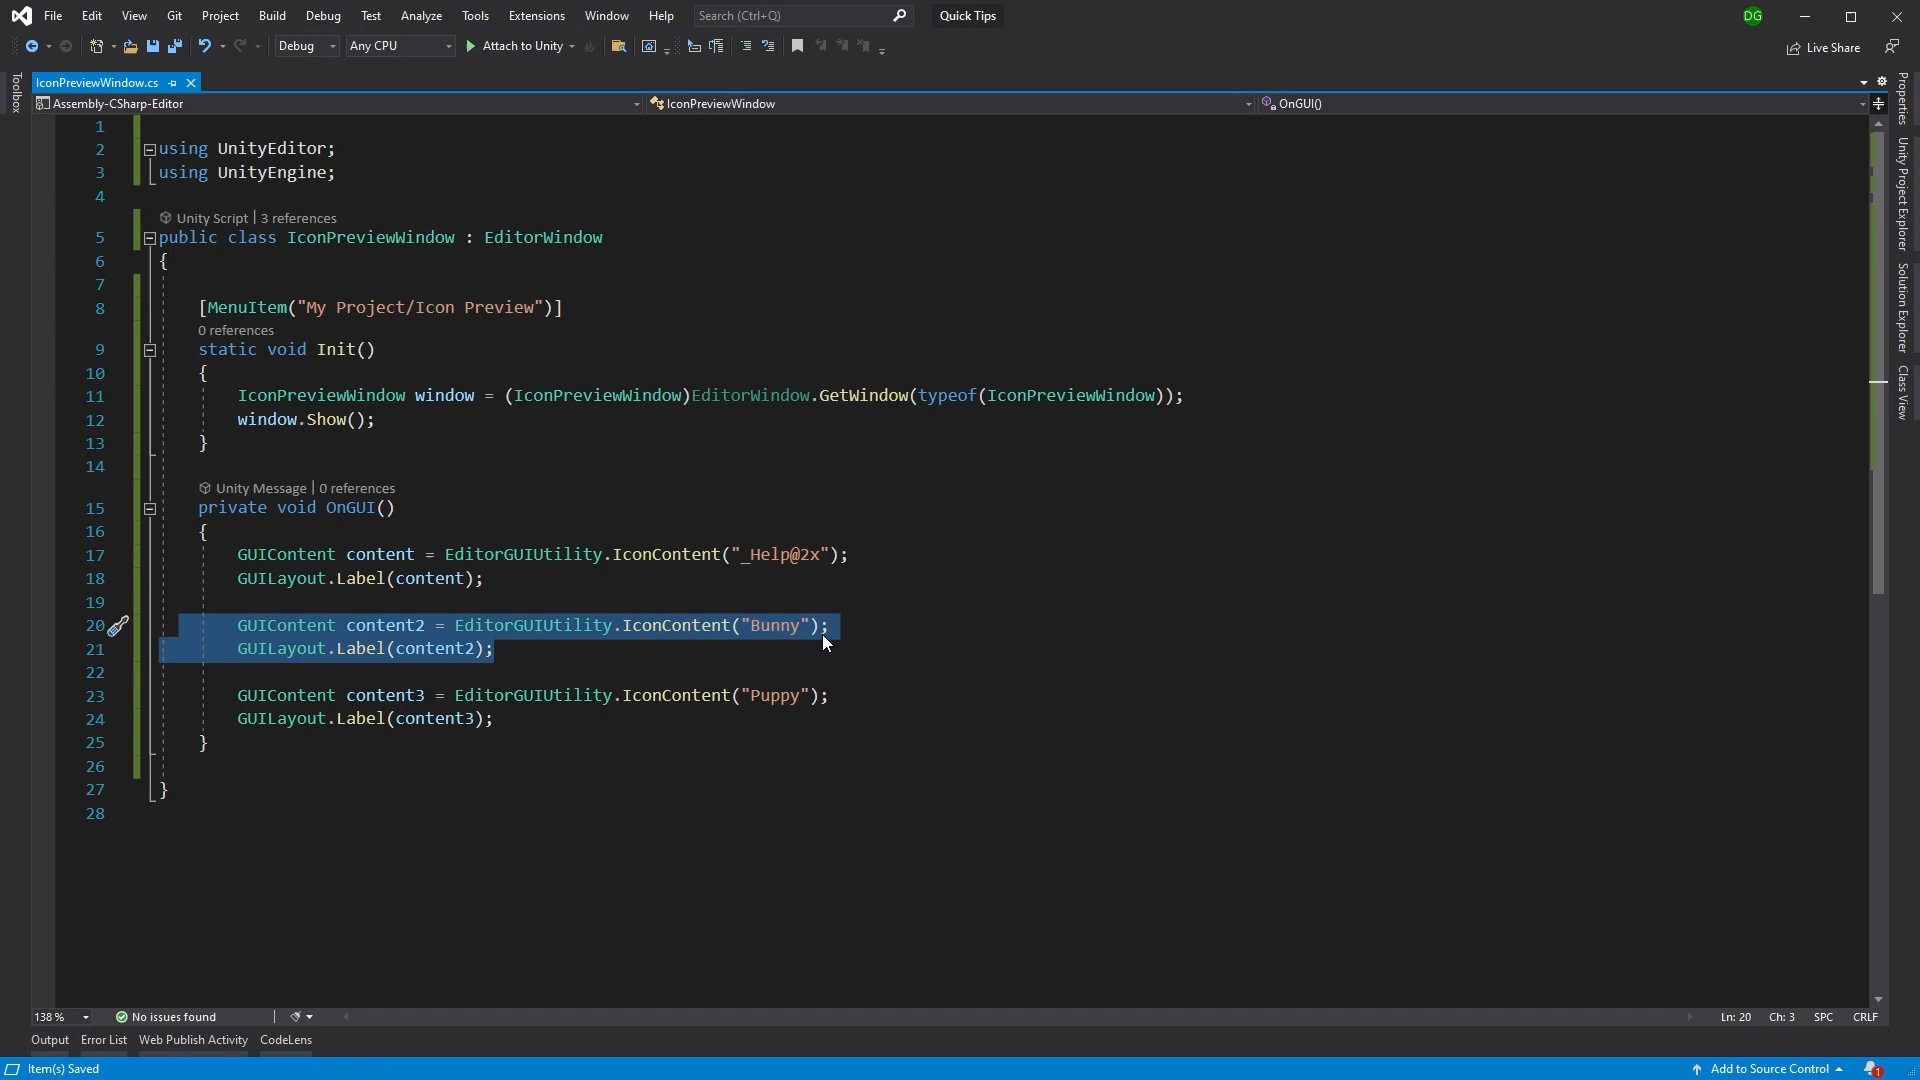 File Edit View Git Project Build Debug Test Analyze Tools Extensions Window Help Search (Ctrl+Q) Quick Tips DG
Debug Any CPU Attach to Unity Live Share
Toolbox
IconPreviewWindow.cs
Assembly-CSharp-Editor IconPreviewWindow OnGUI()
1
2 using UnityEditor;
3 using UnityEngine;
4
Unity Script | 3 references
5 public class IconPreviewWindow : EditorWindow
6 {
7
8 [MenuItem("My Project/Icon Preview")]
0 references
9 static void Init()
10 {
11 IconPreviewWindow window = (IconPreviewWindow)EditorWindow.GetWindow(typeof(IconPreviewWindow));
12 window.Show();
13 }
14
Unity Message | 0 references
15 private void OnGUI()
16 {
17 GUIContent content = EditorGUIUtility.IconContent("_Help@2x");
18 GUILayout.Label(content);
19
20 GUIContent content2 = EditorGUIUtility.IconContent("Bunny");
21 GUILayout.Label(content2);
22
23 GUIContent content3 = EditorGUIUtility.IconContent("Puppy");
24 GUILayout.Label(content3);
25 }
26
27 }
28
Properties
Unity Project Explorer
Solution Explorer
Class View
138 % No issues found Ln: 20 Ch: 3 SPC CRLF
Output Error List Web Publish Activity CodeLens
Item(s) Saved Add to Source Control 1